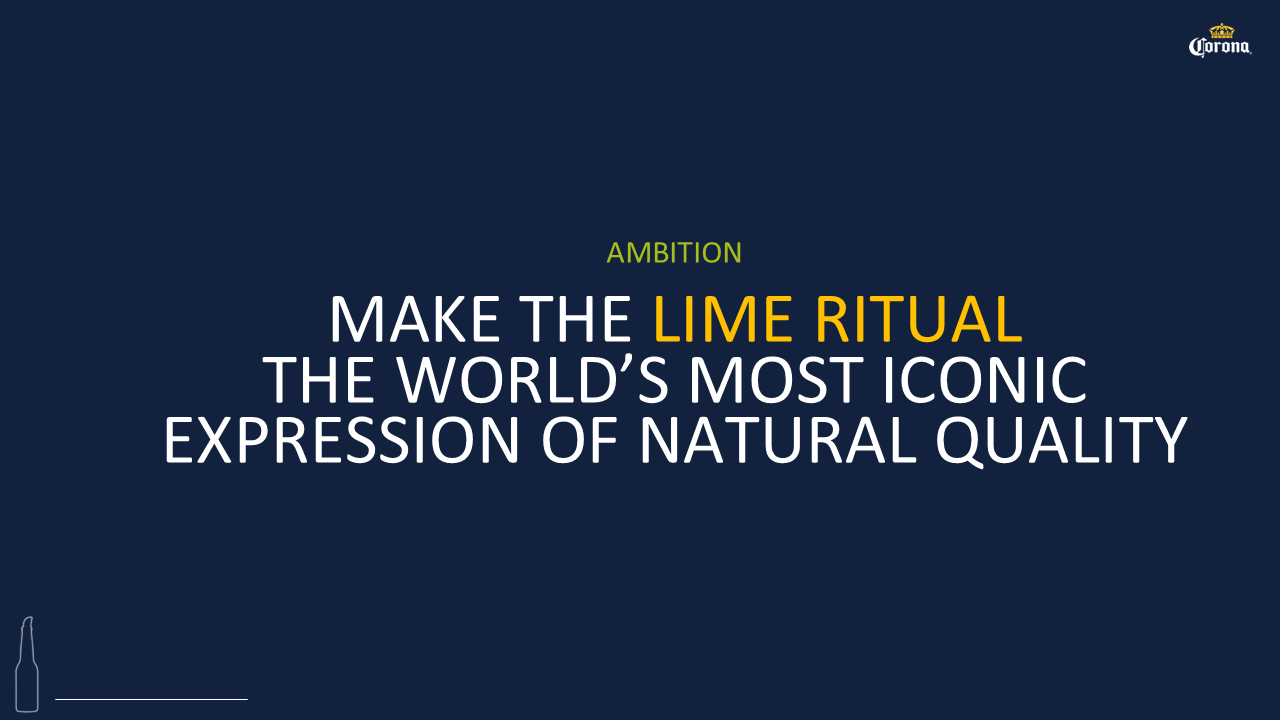 Corona
AMBITION
MAKE THE LIME RITUAL
THE WORLD’S MOST ICONIC
EXPRESSION OF NATURAL QUALITY